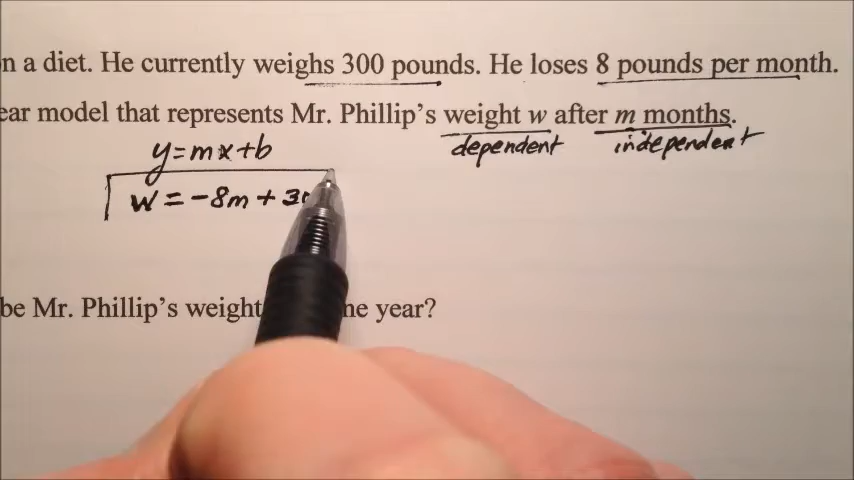 n a diet. He currently weighs 300 pounds. He loses 8 pounds per month.
ear model that represents Mr. Phillip's weight w after m months.
y=mx+b dependent independent
w = -8m + 3
be Mr. Phillip's weight he year?